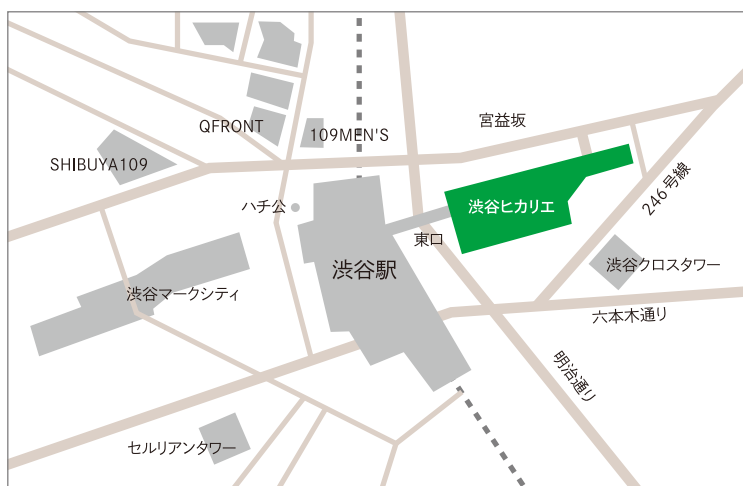 宮益坂
QFRONT
109MEN'S
SHIBUYA109
246号線
渋谷ヒカリエ
ハチ公
東口
渋谷駅
渋谷クロスタワー
渋谷マークシティ
六本木通り
明治通り
セルリアンタワー